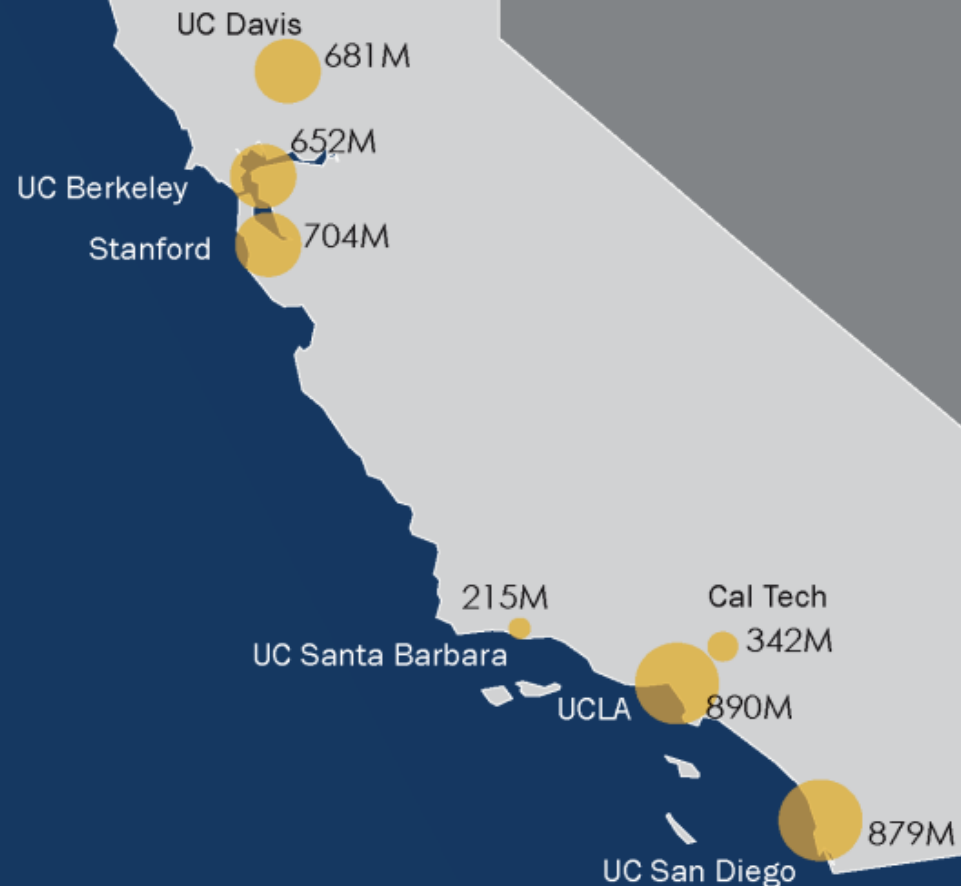 UC Davis
681M
652M
UC Berkeley
704M
Stanford
215M
Cal Tech
342M
UC Santa Barbara
UCLA
890M
879M
UC San Diego